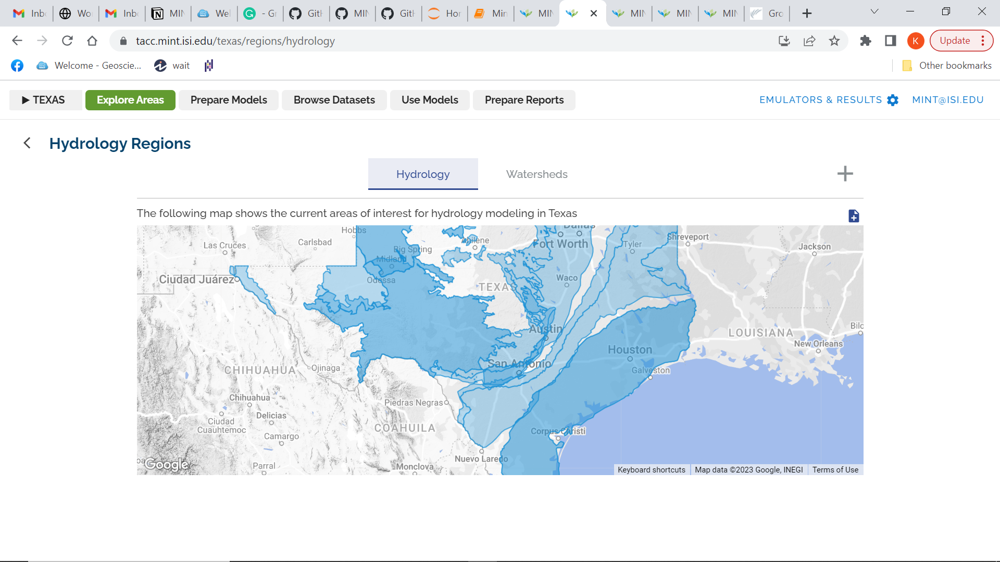 Inb Wo Inb MIN Wel - Gr Gith MIN Gith Hor Min MIN MIN MIN MIN Gro
tacc.mint.isi.edu/texas/regions/hydrology
K Update
Welcome - Geoscie... wait Other bookmarks
▶ TEXAS Explore Areas Prepare Models Browse Datasets Use Models Prepare Reports EMULATORS & RESULTS MINT@ISI.EDU
Hydrology Regions
Hydrology Watersheds
The following map shows the current areas of interest for hydrology modeling in Texas
Hobbs
Dallas
Las Cruces
Carlsbad
Abilene
Fort Worth
Tyler
Shreveport
Jackson
Big Spring
Midland
Ciudad Juárez
Odessa
TEXAS
Waco
Austin
LOUISIANA
Bilo
New Orleans
San Antonio
Houston
CHIHUAHUA
Ojinaga
Galveston
Chihuahua
Piedras Negras
Delicias
Ciudad
Cuauhtemoc
COAHUILA
Corpus Christi
Camargo
Nuevo Laredo
Parral
Monclova
Google
Keyboard shortcuts Map data ©2023 Google, INEGI Terms of Use